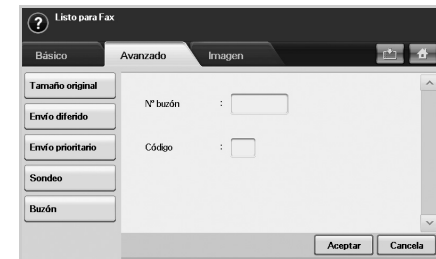 Listo para Fax
Básico
Avanzado
Imagen
Tamaño original
Envío diferido
Envío prioritario
Sondeo
Buzón
Nº buzón :
Código :
Aceptar
Cancela